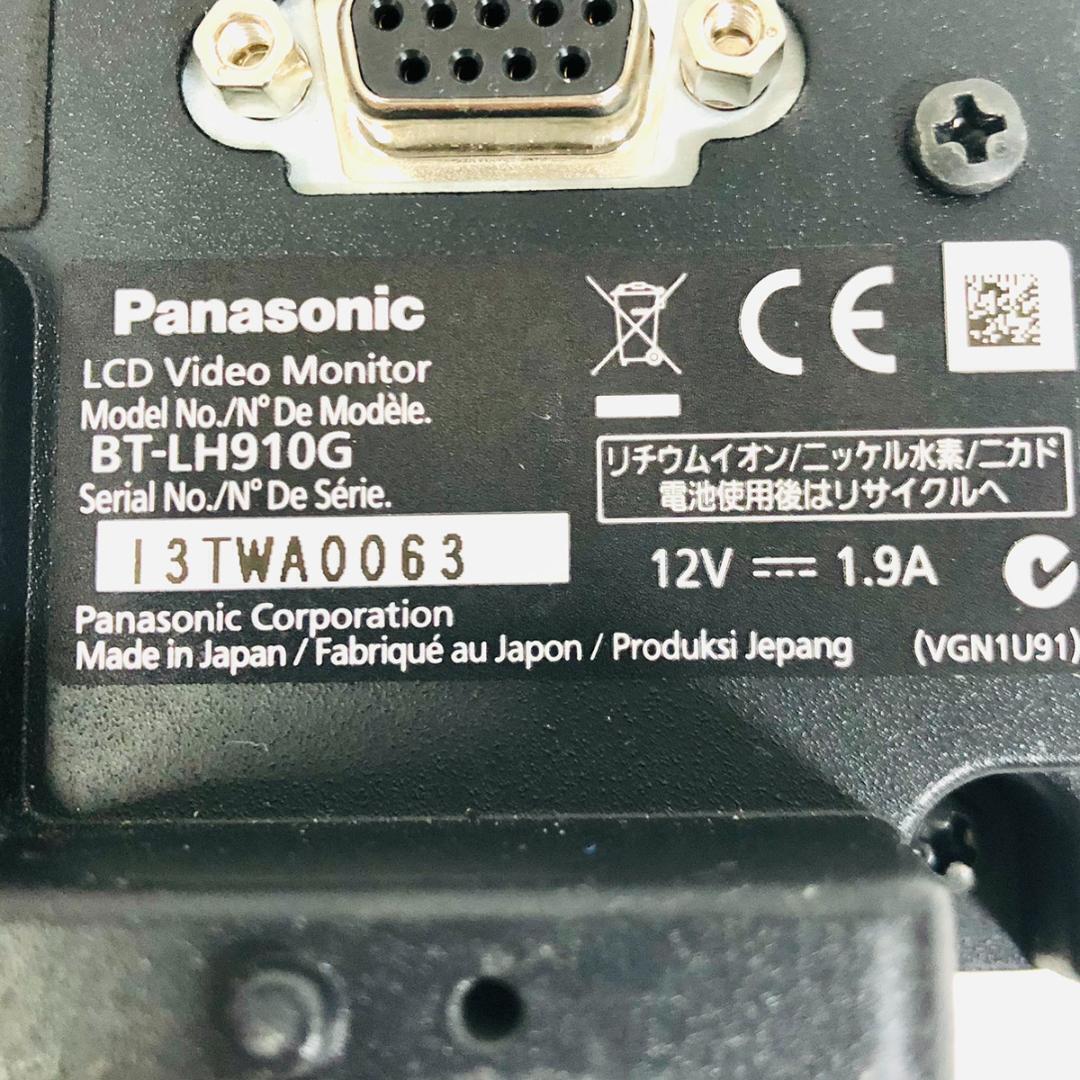 Panasonic
LCD Video Monitor
Model No./N° De Modèle.
BT-LH910G
Serial No./N° De Série.
I3TWA0063
Panasonic Corporation
Made in Japan / Fabriqué au Japon / Produksi Jepang
CE
リチウムイオン/ニッケル水素/ニカド
電池使用後はリサイクルへ
12V ⎓ 1.9A
(VGN1U91)